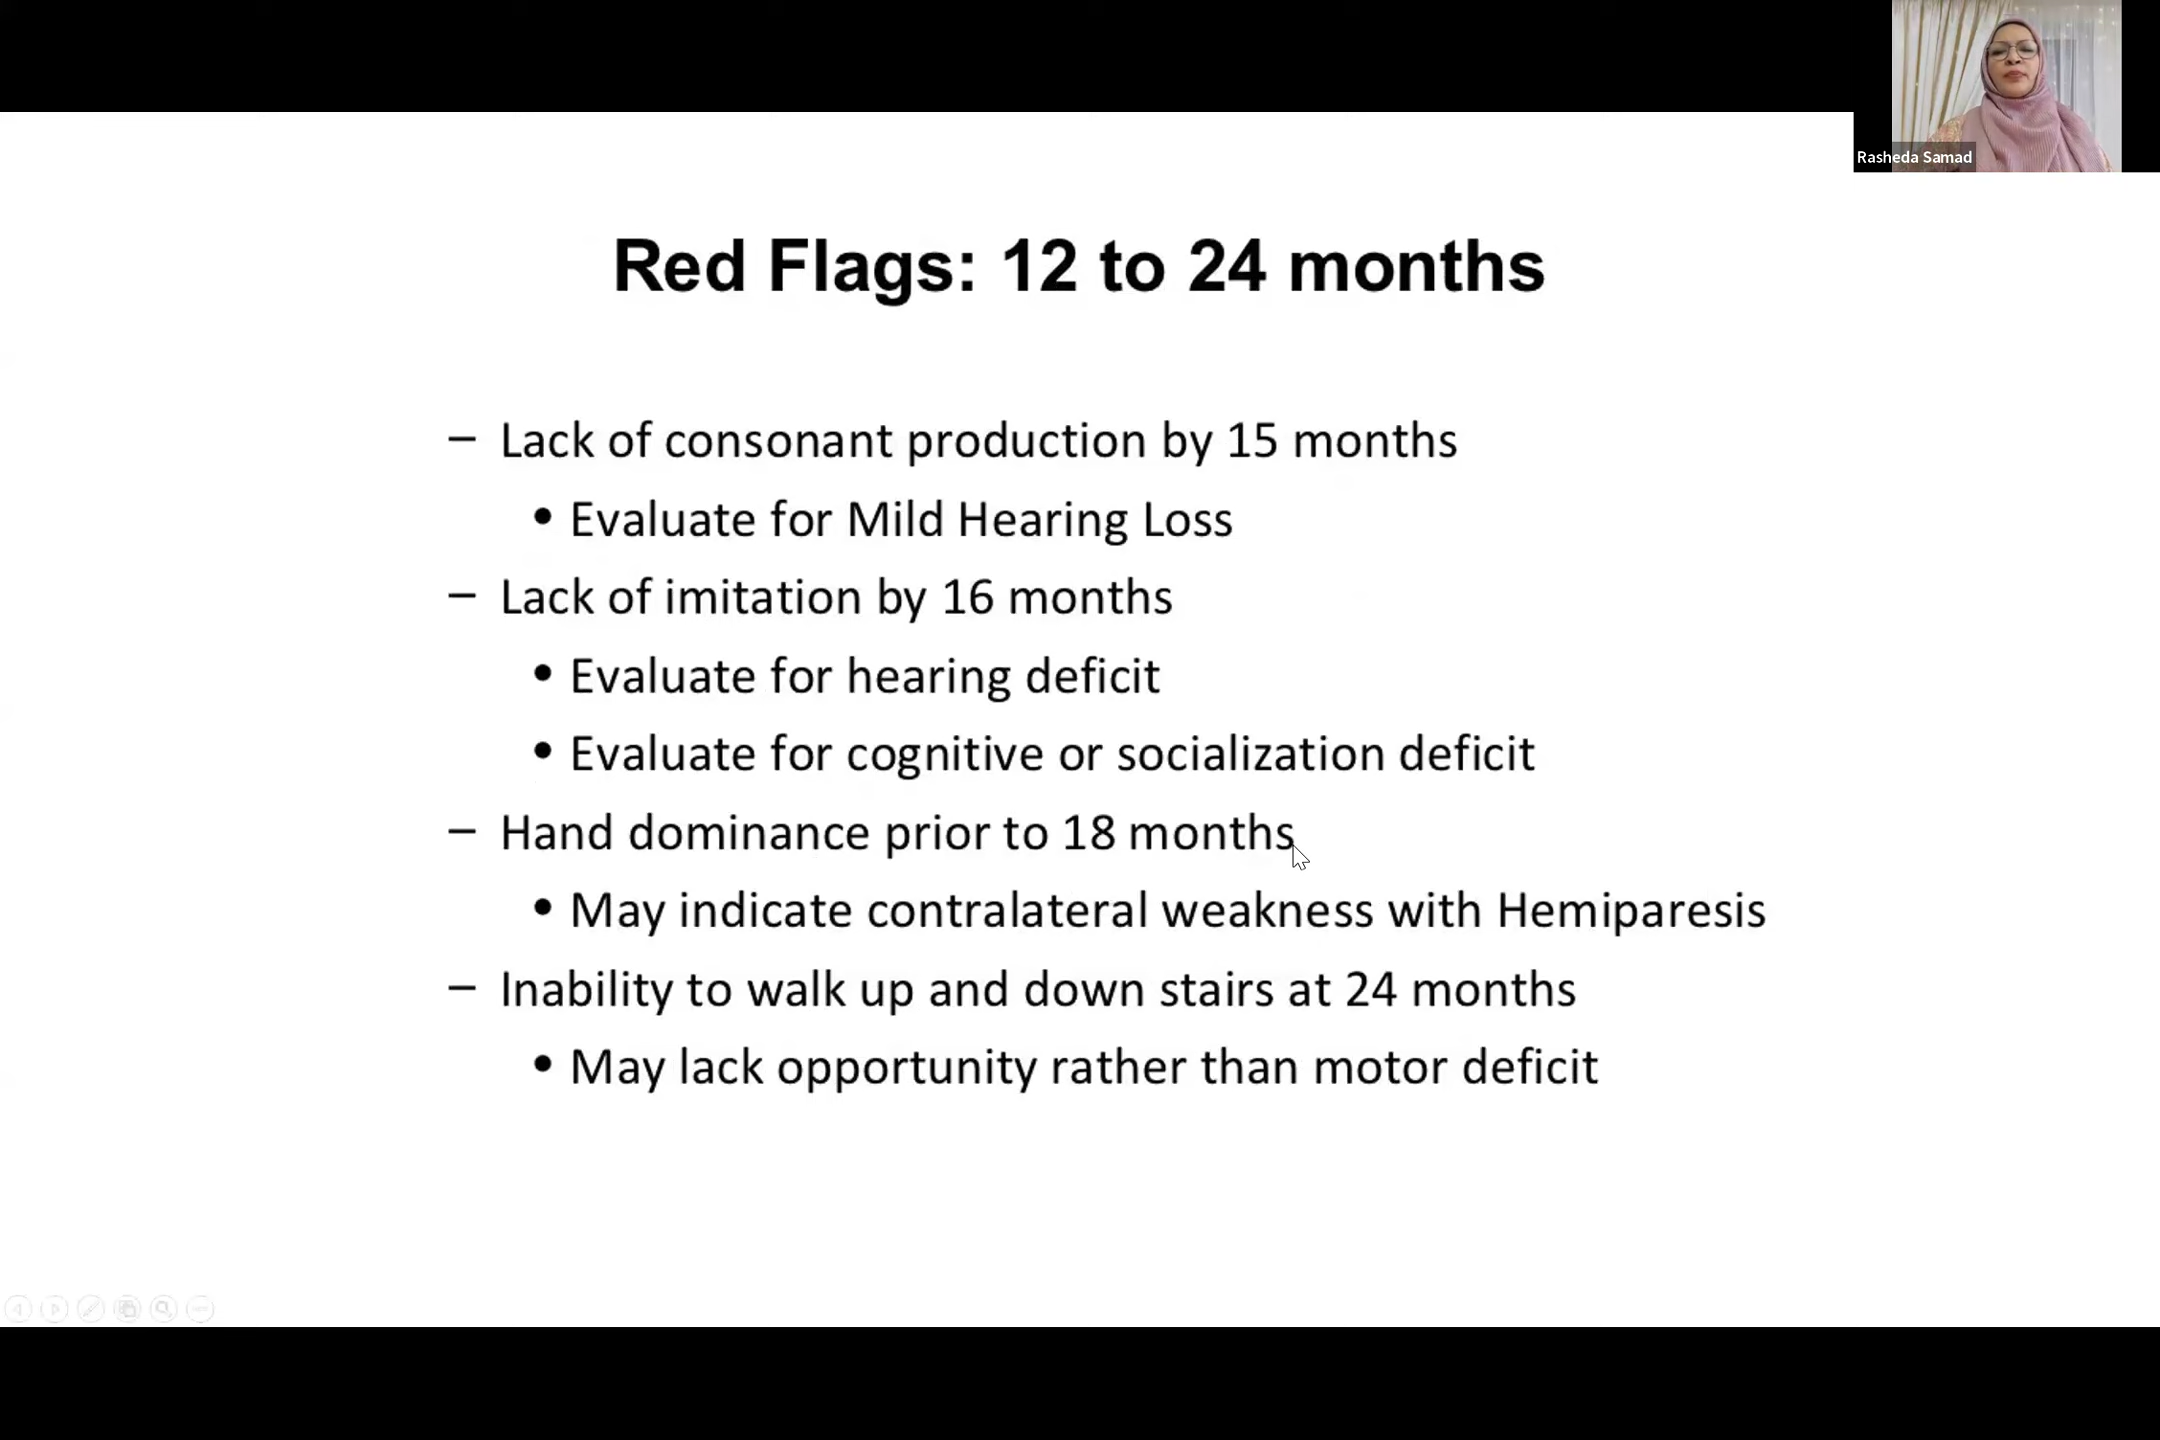 Rasheda Samad
Red Flags: 12 to 24 months
– Lack of consonant production by 15 months
• Evaluate for Mild Hearing Loss
– Lack of imitation by 16 months
• Evaluate for hearing deficit
• Evaluate for cognitive or socialization deficit
– Hand dominance prior to 18 months
• May indicate contralateral weakness with Hemiparesis
– Inability to walk up and down stairs at 24 months
• May lack opportunity rather than motor deficit